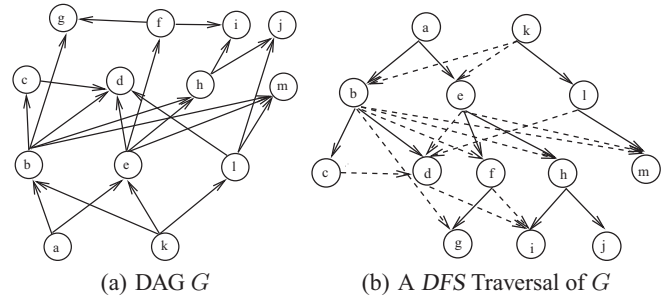 g f i j
c d h m
b e l
a k
(a) DAG G
a k
b e l
c d f h m
g i j
(b) A DFS Traversal of G